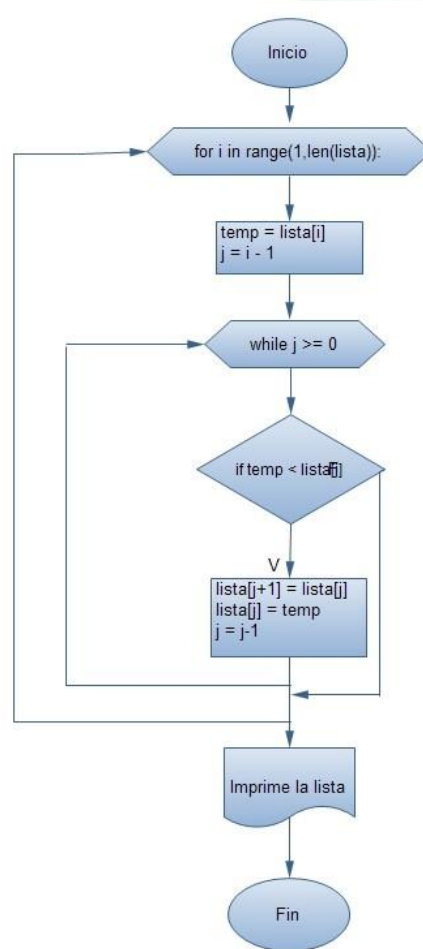 Inicio
for i in range(1,len(lista)):
temp = lista[i]
j = i - 1
while j >= 0
if temp < lista[j]
F
V
lista[j+1] = lista[j]
lista[j] = temp
j = j-1
Imprime la lista
Fin